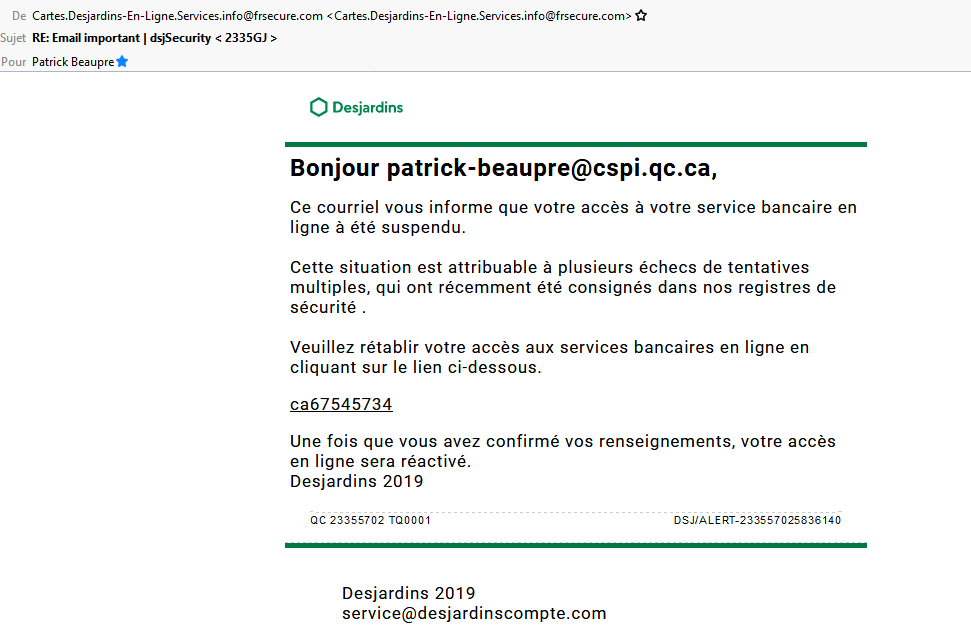 De Cartes.Desjardins-En-Ligne.Services.info@frsecure.com <Cartes.Desjardins-En-Ligne.Services.info@frsecure.com>
Sujet RE: Email important | dsjSecurity < 2335GJ >
Pour Patrick Beaupre
Desjardins
Bonjour patrick-beaupre@cspi.qc.ca,
Ce courriel vous informe que votre accès à votre service bancaire en
ligne à été suspendu.
Cette situation est attribuable à plusieurs échecs de tentatives
multiples, qui ont récemment été consignés dans nos registres de
sécurité .
Veuillez rétablir votre accès aux services bancaires en ligne en
cliquant sur le lien ci-dessous.
ca67545734
Une fois que vous avez confirmé vos renseignements, votre accès
en ligne sera réactivé.
Desjardins 2019
QC 23355702 TQ0001 DSJ/ALERT-233557025836140
Desjardins 2019
service@desjardinscompte.com